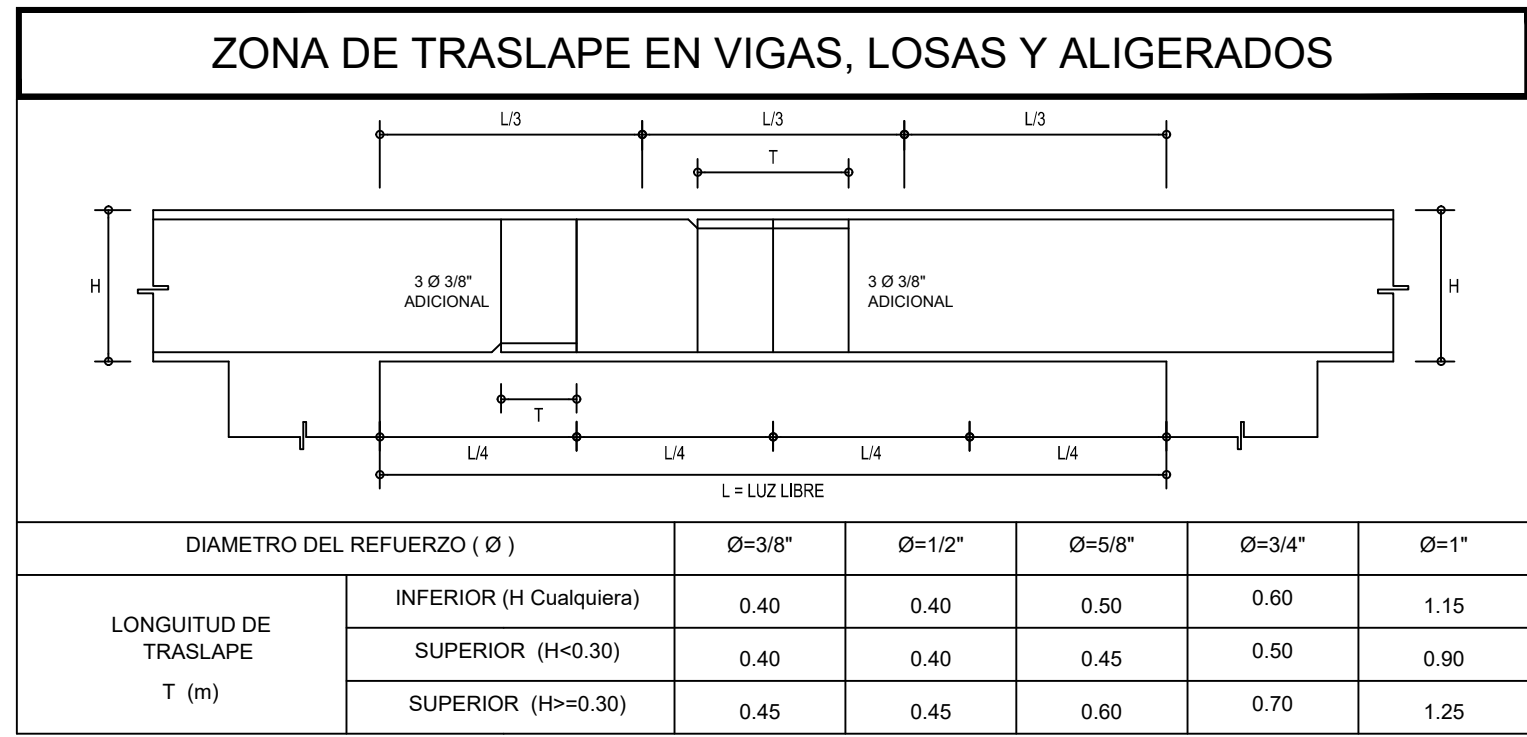 ZONA DE TRASLAPE EN VIGAS, LOSAS Y ALIGERADOS
L/3 L/3 L/3
T
H H
3 Ø 3/8" 3 Ø 3/8"
ADICIONAL ADICIONAL
T
L/4 L/4 L/4 L/4
L = LUZ LIBRE
DIAMETRO DEL REFUERZO ( Ø ) Ø=3/8" Ø=1/2" Ø=5/8" Ø=3/4" Ø=1"
LONGUITUD DE
TRASLAPE
T (m)
INFERIOR (H Cualquiera) 0.40 0.40 0.50 0.60 1.15
SUPERIOR (H<0.30) 0.40 0.40 0.45 0.50 0.90
SUPERIOR (H>=0.30) 0.45 0.45 0.60 0.70 1.25